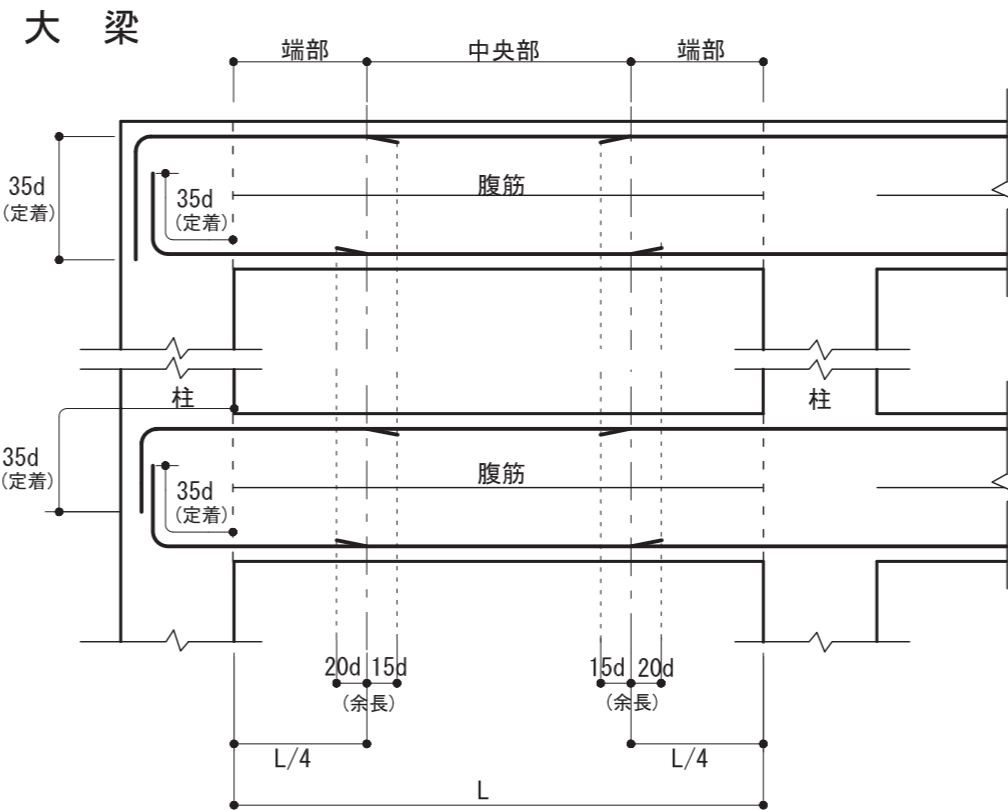 大 梁
端部 中央部 端部
35d
(定着)
35d
(定着)
腹筋
柱
柱
35d
(定着)
35d
(定着)
腹筋
20d 15d
(余長)
15d 20d
(余長)
L/4
L/4
L